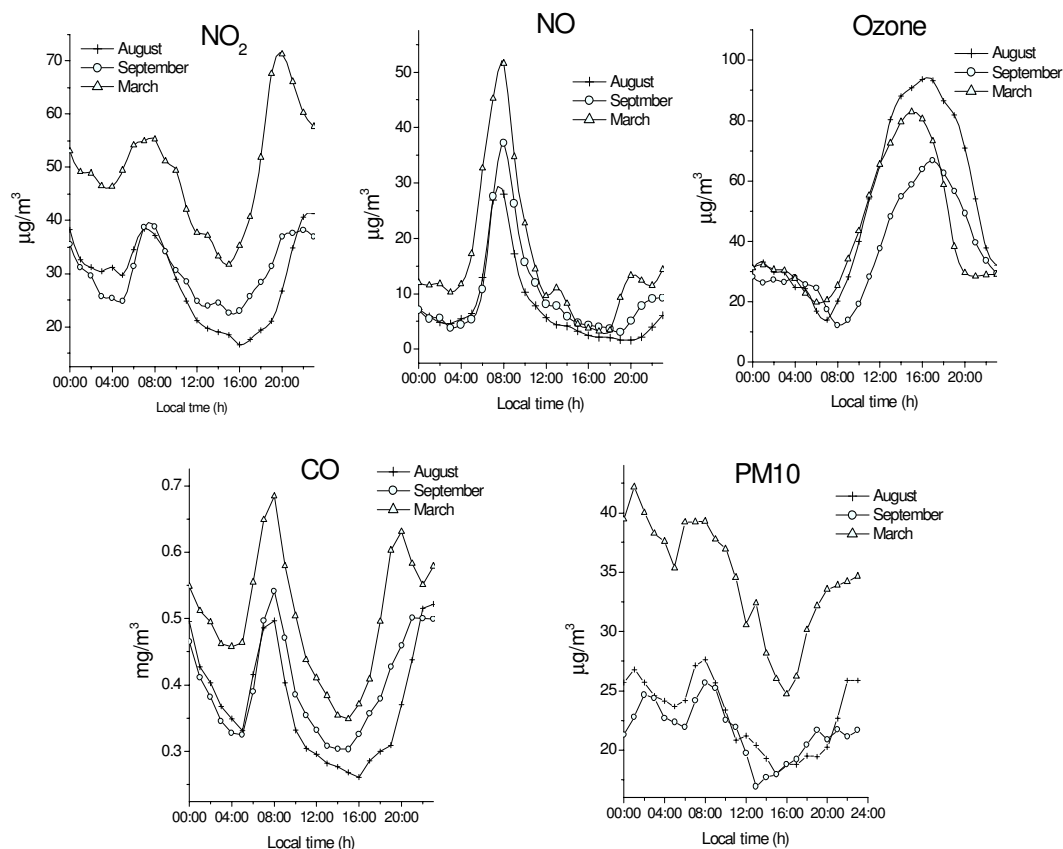 NO2
August
September
March
70
60
50
40
30
20
µg/m3
00:00 04:00 08:00 12:00 16:00 20:00
Local tme (h)
NO
August
Septmber
March
50
40
30
20
10
0
µg/m3
00:00 04:00 08:00 12:00 16:00 20:00
Local time (h)
Ozone
August
September
March
100
80
60
40
20
0
µg/m3
00:00 04:00 08:00 12:00 16:00 20:00
Local time (h)
CO
August
September
March
0.7
0.6
0.5
0.4
0.3
mg/m3
00:00 04:00 08:00 12:00 16:00 20:00
Local time (h)
PM10
August
September
March
40
35
30
25
20
µg/m3
00:00 04:00 08:00 12:00 16:00 20:00 24:00
Local time (h)